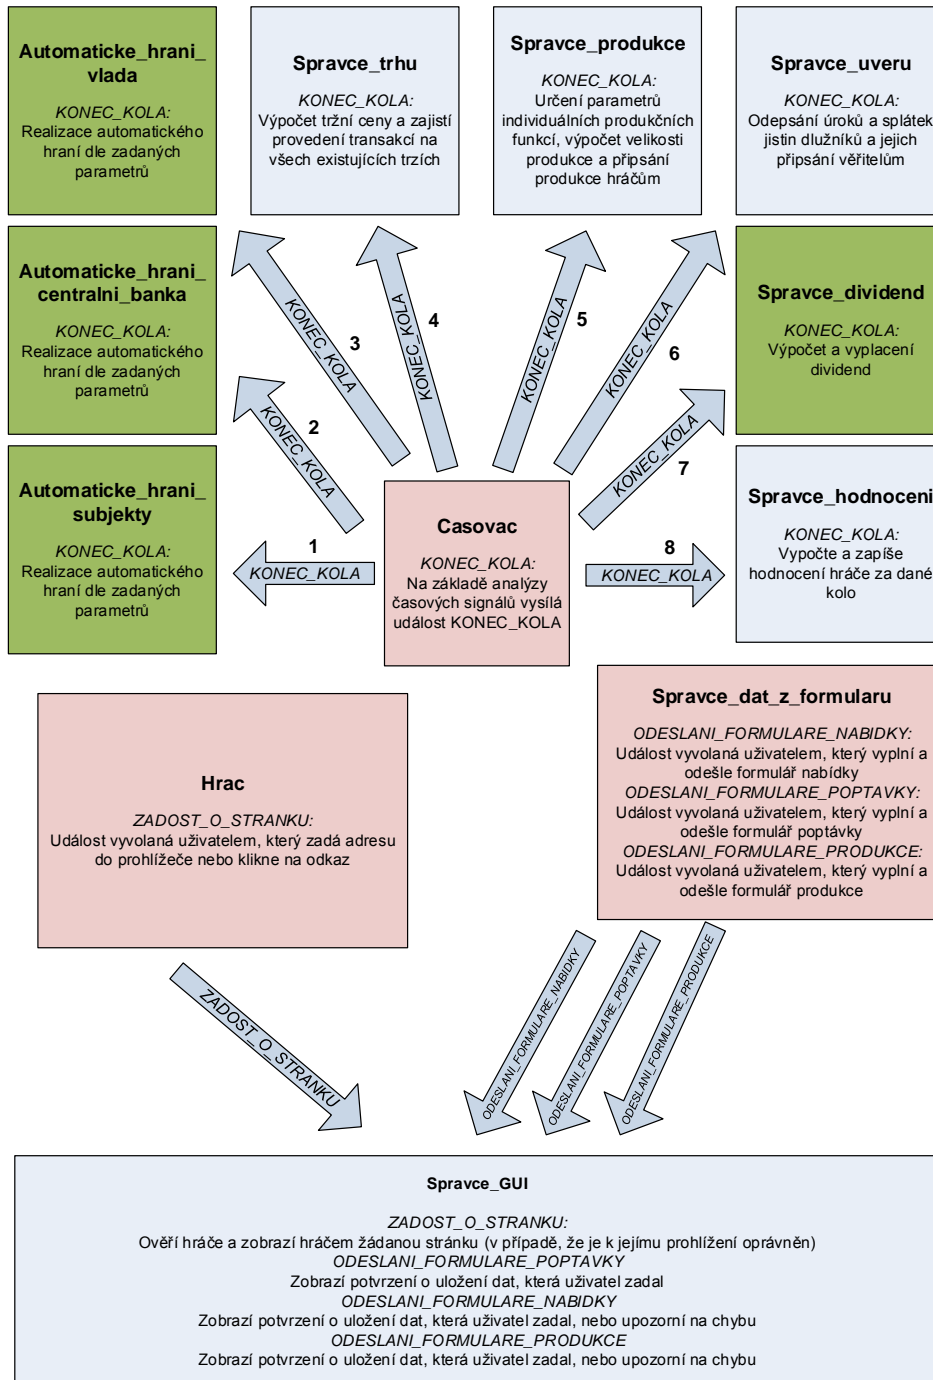 Automaticke_hrani_
vlada
KONEC_KOLA:
Realizace automatického
hraní dle zadaných
parametrů
Spravce_trhu
KONEC_KOLA:
Výpočet tržní ceny a zajistí
provedení transakcí na
všech existujících trzích
Spravce_produkce
KONEC_KOLA:
Určení parametrů
individuálních produkčních
funkcí, výpočet velikosti
produkce a připsání
produkce hráčům
Spravce_uveru
KONEC_KOLA:
Odepsání úroků a splátek
jistin dlužníků a jejich
připsání věřitelům
Automaticke_hrani_
centralni_banka
KONEC_KOLA:
Realizace automatického
hraní dle zadaných
parametrů
KONEC_KOLA
3
KONEC_KOLA
4
KONEC_KOLA
5
KONEC_KOLA
6
Spravce_dividend
KONEC_KOLA:
Výpočet a vyplacení
dividend
KONEC_KOLA
2
KONEC_KOLA
7
Automaticke_hrani_
subjekty
KONEC_KOLA:
Realizace automatického
hraní dle zadaných
parametrů
1
KONEC_KOLA
Casovac
KONEC_KOLA:
Na základě analýzy
časových signálů vysílá
událost KONEC_KOLA
8
KONEC_KOLA
Spravce_hodnoceni
KONEC_KOLA:
Vypočte a zapíše
hodnocení hráče za dané
kolo
Hrac
ZADOST_O_STRANKU:
Událost vyvolaná uživatelem, který zadá adresu
do prohlížeče nebo klikne na odkaz
Spravce_dat_z_formularu
ODESLANI_FORMULARE_NABIDKY:
Událost vyvolaná uživatelem, který vyplní a
odešle formulář nabídky
ODESLANI_FORMULARE_POPTAVKY:
Událost vyvolaná uživatelem, který vyplní a
odešle formulář poptávky
ODESLANI_FORMULARE_PRODUKCE:
Událost vyvolaná uživatelem, který vyplní a
odešle formulář produkce
ZADOST_O_STRANKU
ODESLANI_FORMULARE_NABIDKY
ODESLANI_FORMULARE_POPTAVKY
ODESLANI_FORMULARE_PRODUKCE
Spravce_GUI
ZADOST_O_STRANKU:
Ověří hráče a zobrazí hráčem žádanou stránku (v případě, že je k jejímu prohlížení oprávněn)
ODESLANI_FORMULARE_POPTAVKY
Zobrazí potvrzení o uložení dat, která uživatel zadal
ODESLANI_FORMULARE_NABIDKY
Zobrazí potvrzení o uložení dat, která uživatel zadal, nebo upozorní na chybu
ODESLANI_FORMULARE_PRODUKCE
Zobrazí potvrzení o uložení dat, která uživatel zadal, nebo upozorní na chybu